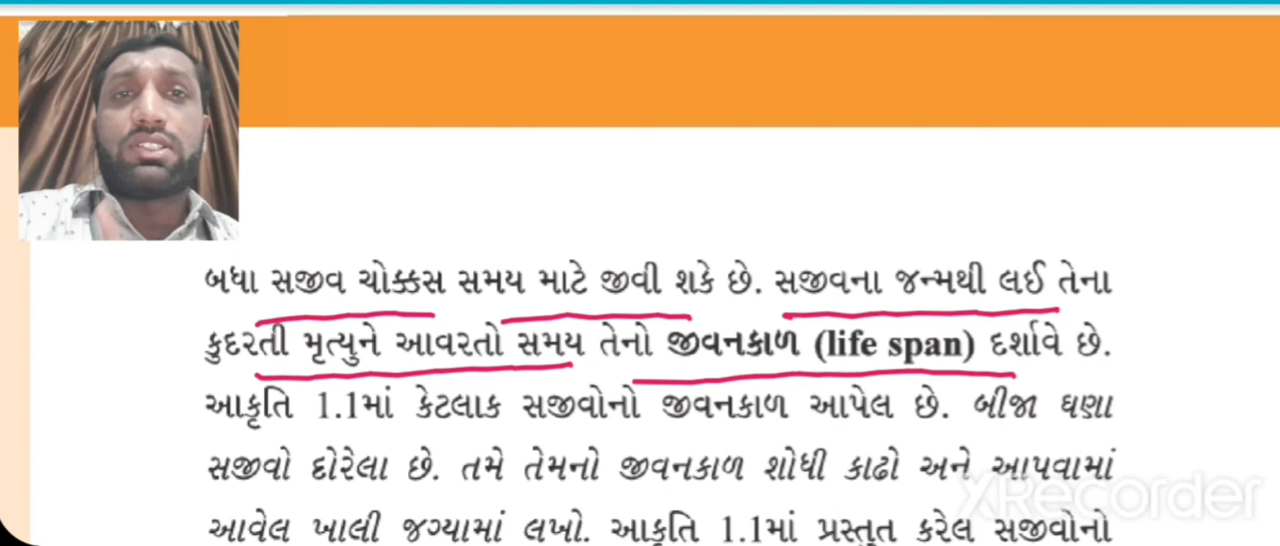 બધા સજીવ ચોક્કસ સમય માટે જીવી શકે છે. સજીવના જન્મથી લઈ તેના
કુદરતી મૃત્યુને આવરતો સમય તેનો જીવનકાળ (life span) દર્શાવે છે.
આકૃતિ 1.1માં કેટલાક સજીવોનો જીવનકાળ આપેલ છે. બીજા ઘણા
સજીવો દોરેલા છે. તમે તેમનો જીવનકાળ શોધી કાઢો અને આપવામાં
આવેલ ખાલી જગ્યામાં લખો. આકૃતિ 1.1માં પ્રસ્તુત કરેલ સજીવોનો
XRecorder